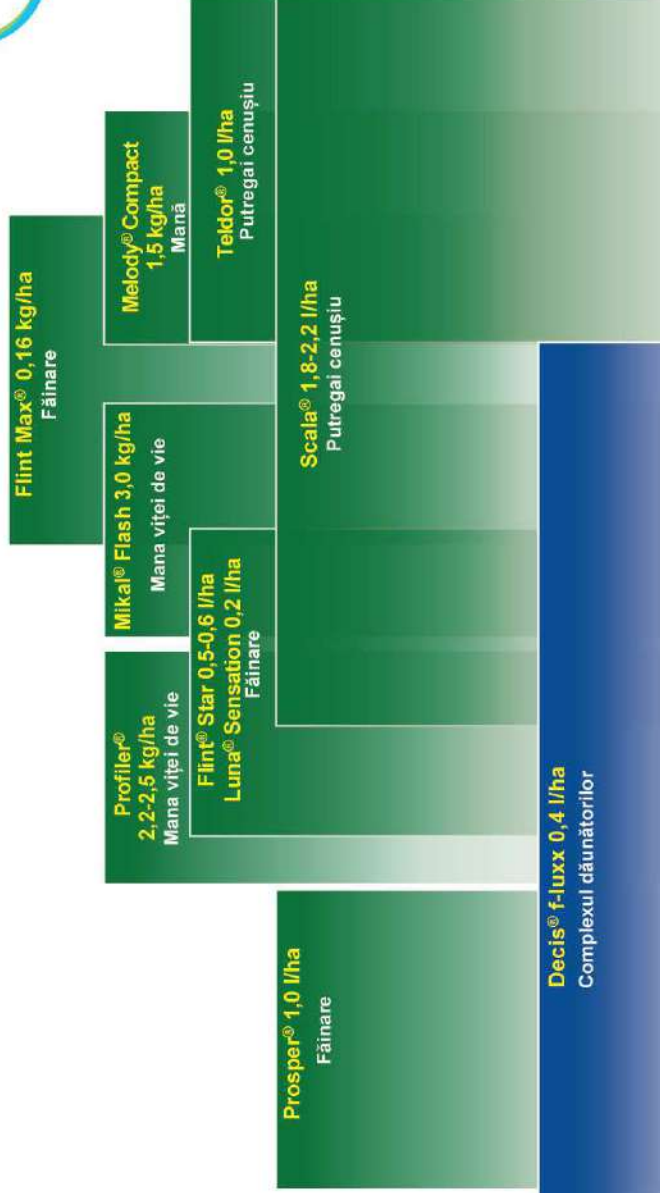 Flint Max® 0,16 kg/ha
Făinare
Profiler®
2,2-2,5 kg/ha
Mana viței de vie
Mikal® Flash 3,0 kg/ha
Mana viței de vie
Melody® Compact
1,5 kg/ha
Mană
Flint® Star 0,5-0,6 l/ha
Luna® Sensation 0,2 l/ha
Făinare
Teldor® 1,0 l/ha
Putregai cenușiu
Prosper® 1,0 l/ha
Făinare
Scala® 1,8-2,2 l/ha
Putregai cenușiu
Decis® f-luxx 0,4 l/ha
Complexul dăunătorilor